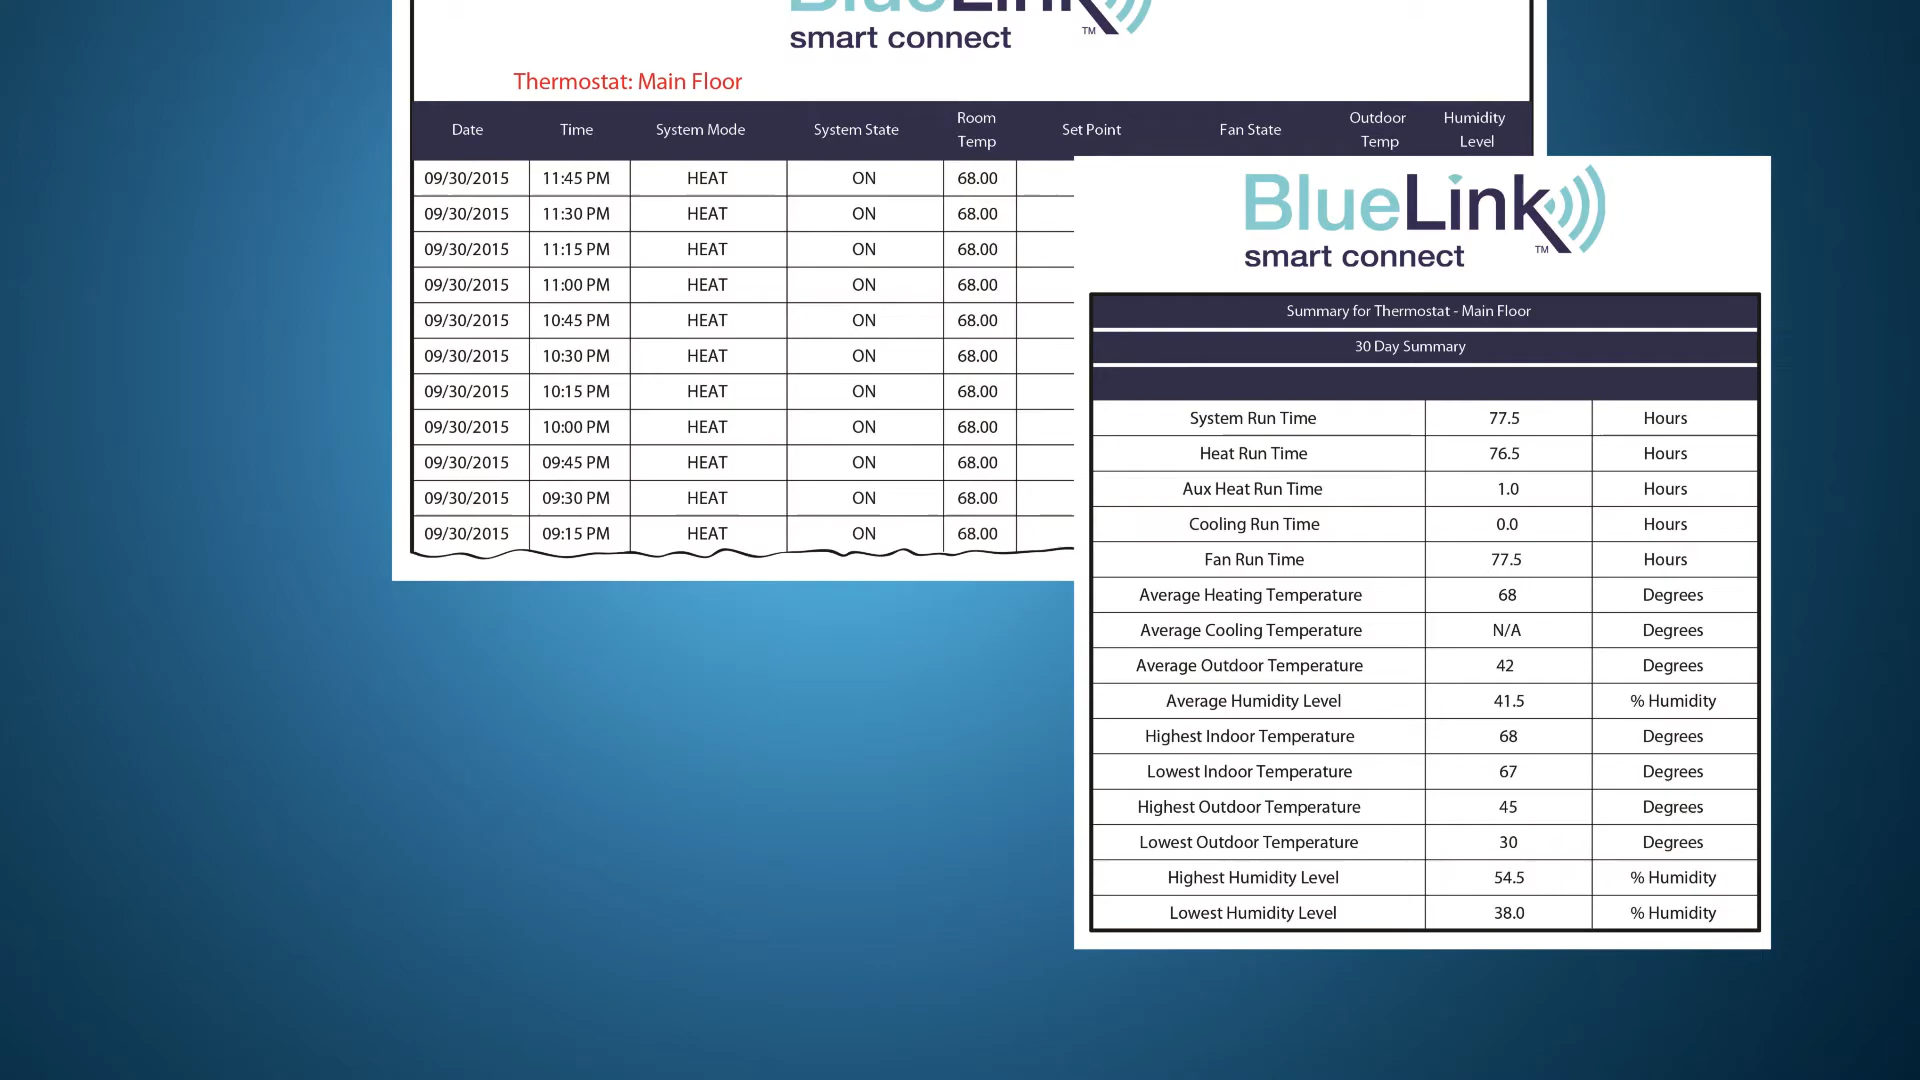 BlueLink
smart connect
TM
Thermostat: Main Floor
Date Time System Mode System State Room Temp Set Point Fan State Outdoor Temp Humidity Level
09/30/2015 11:45 PM HEAT ON 68.00
09/30/2015 11:30 PM HEAT ON 68.00
09/30/2015 11:15 PM HEAT ON 68.00
09/30/2015 11:00 PM HEAT ON 68.00
09/30/2015 10:45 PM HEAT ON 68.00
09/30/2015 10:30 PM HEAT ON 68.00
09/30/2015 10:15 PM HEAT ON 68.00
09/30/2015 10:00 PM HEAT ON 68.00
09/30/2015 09:45 PM HEAT ON 68.00
09/30/2015 09:30 PM HEAT ON 68.00
09/30/2015 09:15 PM HEAT ON 68.00
BlueLink
smart connect
TM
Summary for Thermostat - Main Floor
30 Day Summary
System Run Time 77.5 Hours
Heat Run Time 76.5 Hours
Aux Heat Run Time 1.0 Hours
Cooling Run Time 0.0 Hours
Fan Run Time 77.5 Hours
Average Heating Temperature 68 Degrees
Average Cooling Temperature N/A Degrees
Average Outdoor Temperature 42 Degrees
Average Humidity Level 41.5 % Humidity
Highest Indoor Temperature 68 Degrees
Lowest Indoor Temperature 67 Degrees
Highest Outdoor Temperature 45 Degrees
Lowest Outdoor Temperature 30 Degrees
Highest Humidity Level 54.5 % Humidity
Lowest Humidity Level 38.0 % Humidity